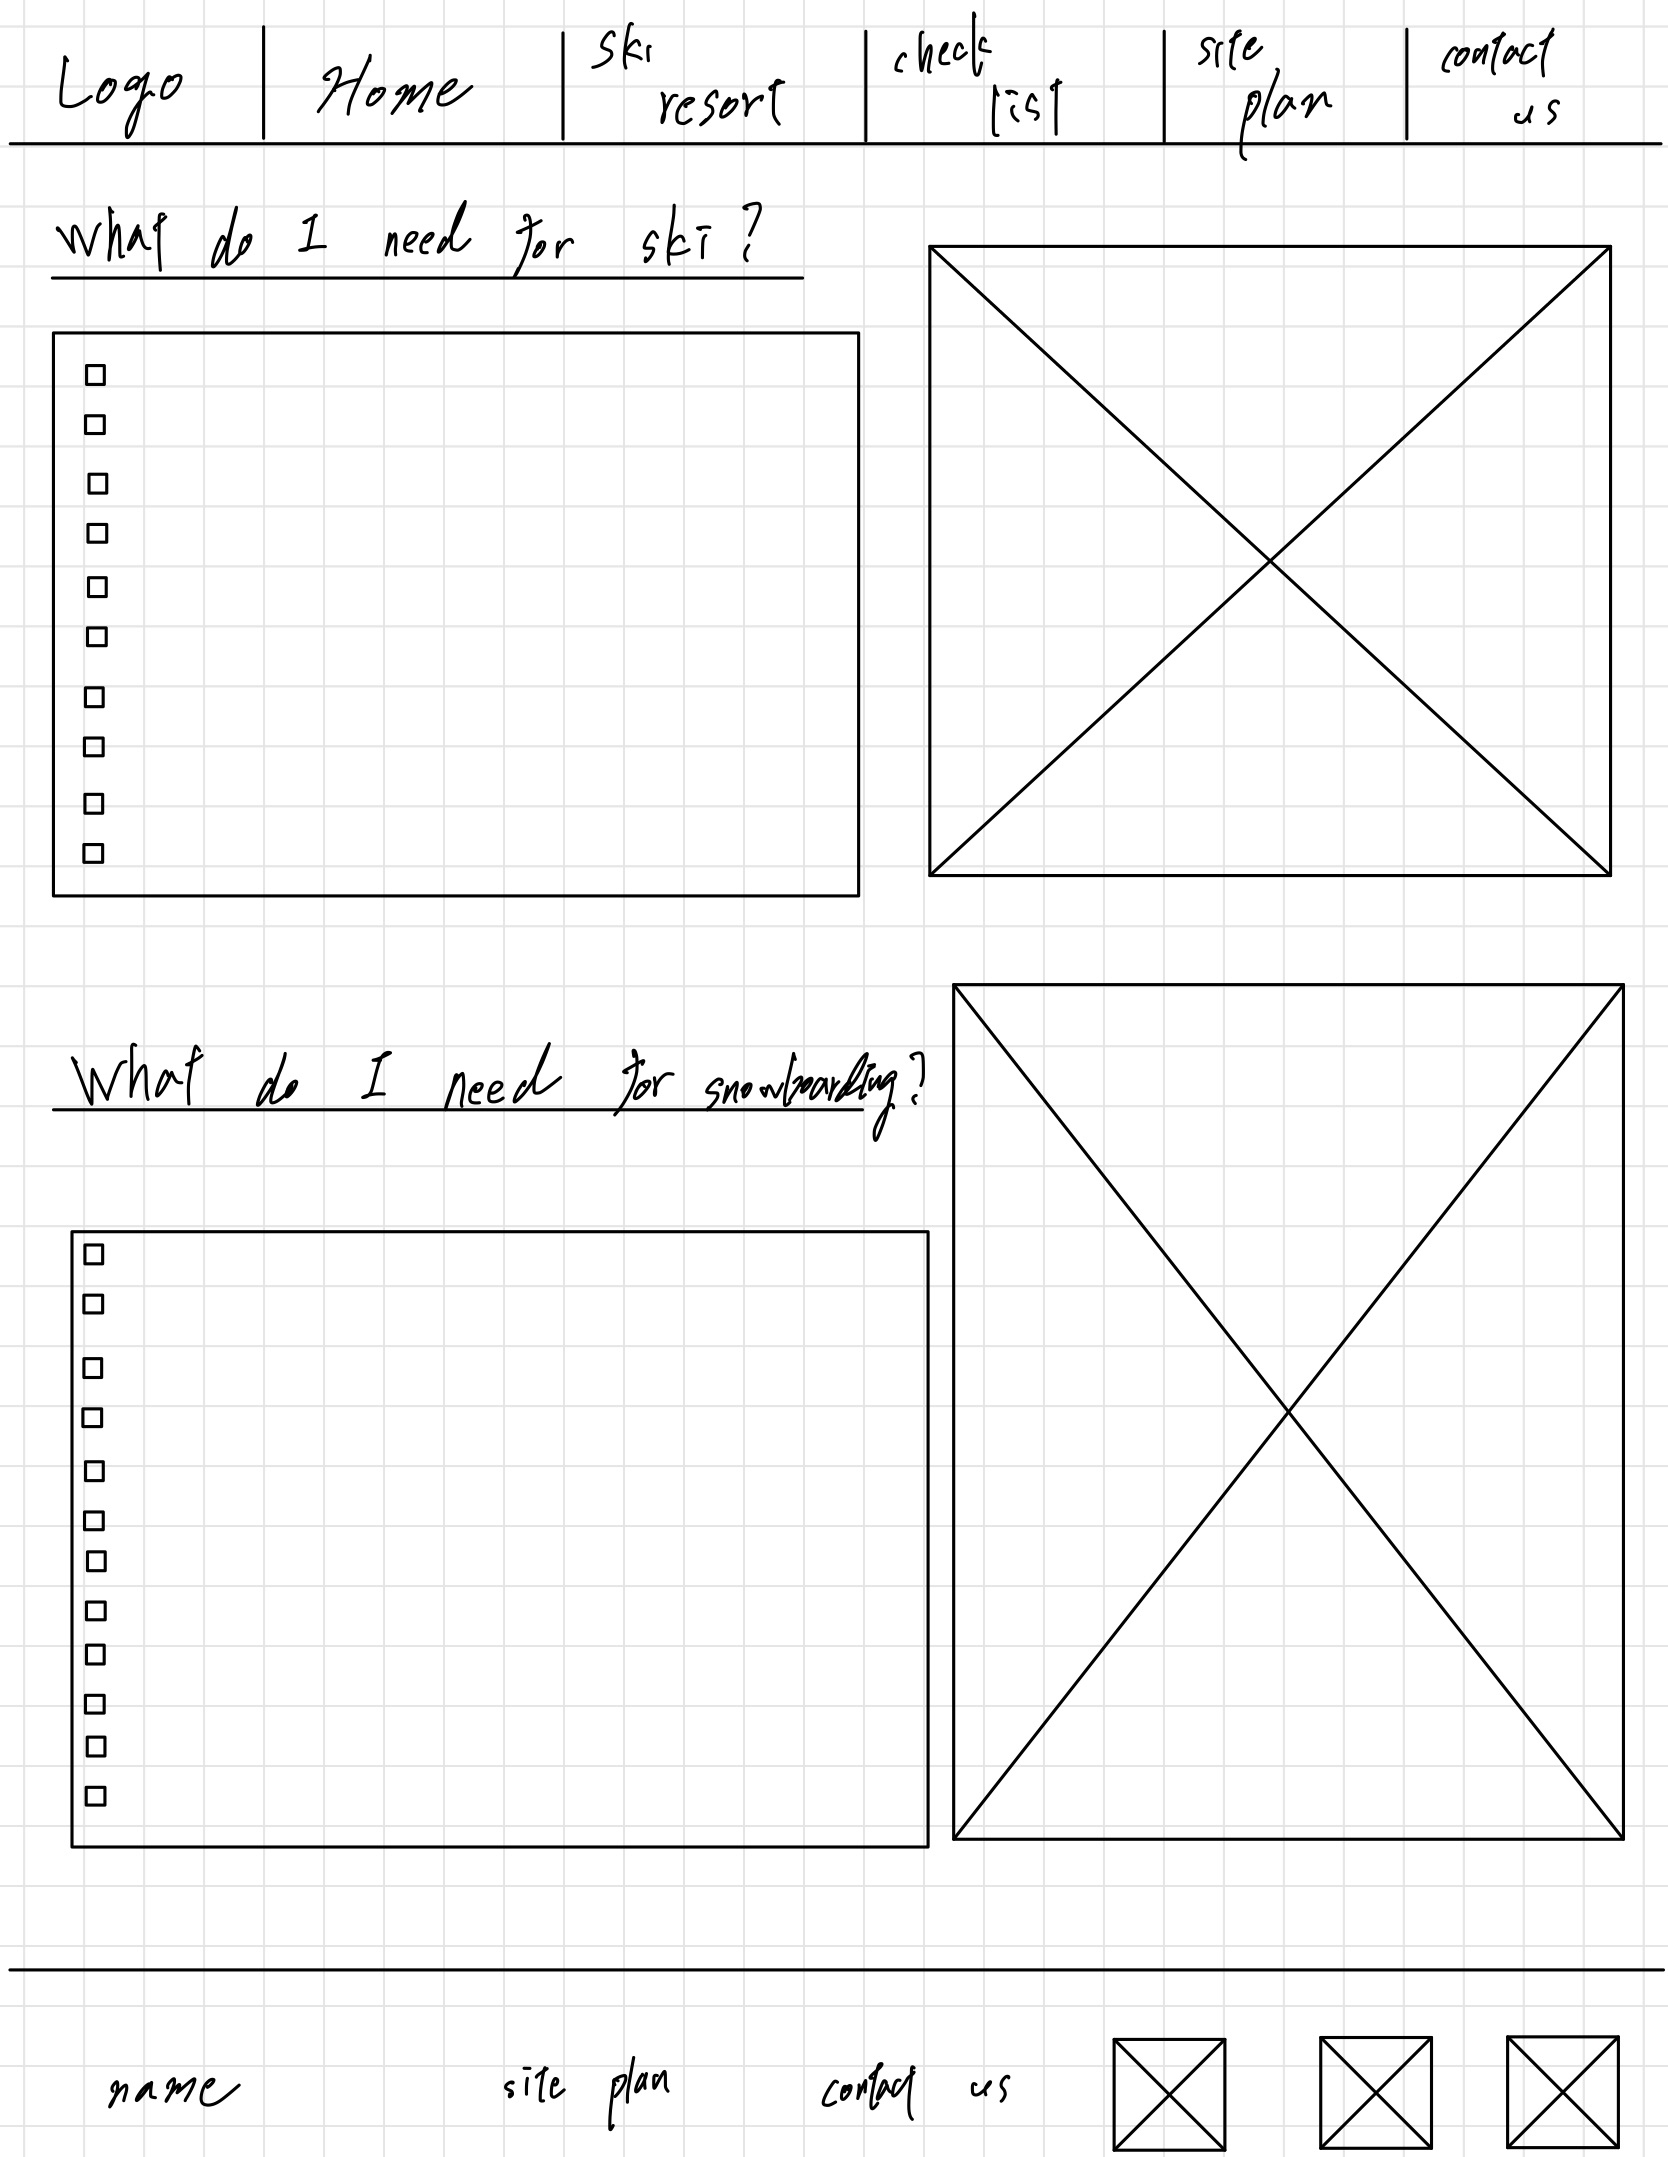 Logo
Home
ski
resort
check
list
site
plan
contact
us
What do I need for ski?
What do I need for snowboarding?
name
site plan
contact us